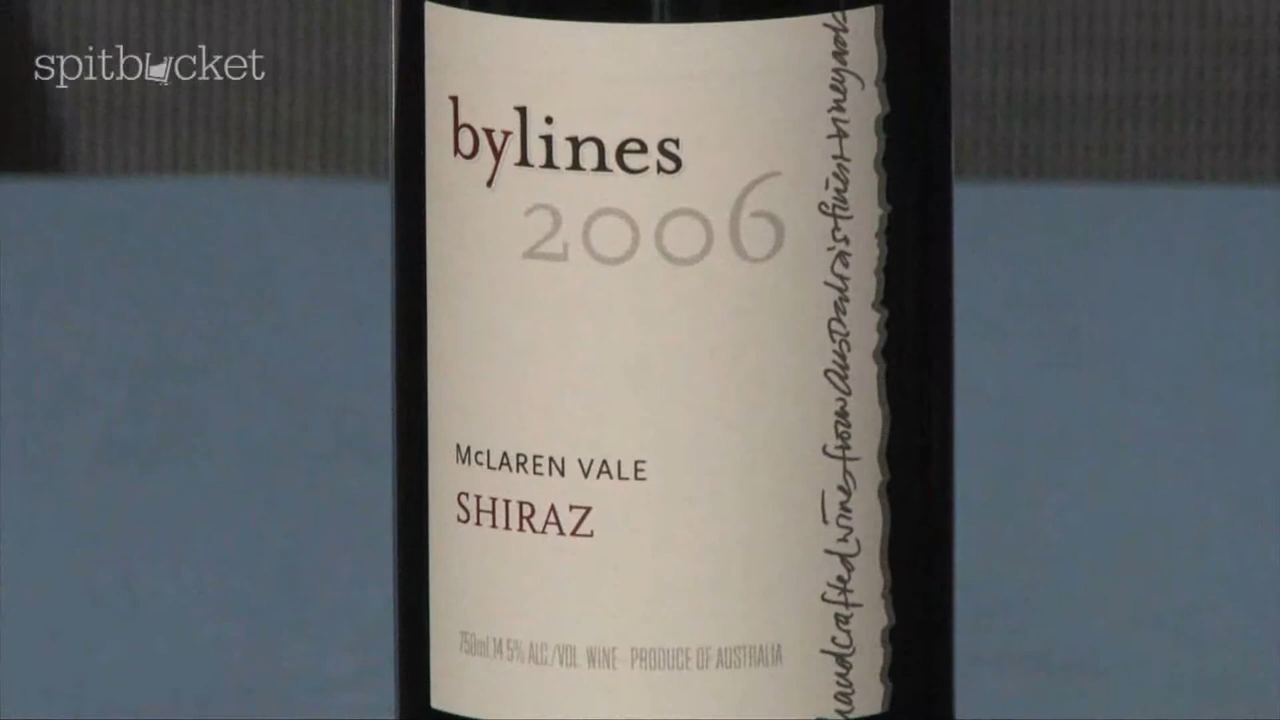 spitbucket
bylines
2006
McLAREN VALE
SHIRAZ
750ml 14.5% ALC/VOL WINE PRODUCE OF AUSTRALIA
handcrafted wines from Australia's finest vineyards